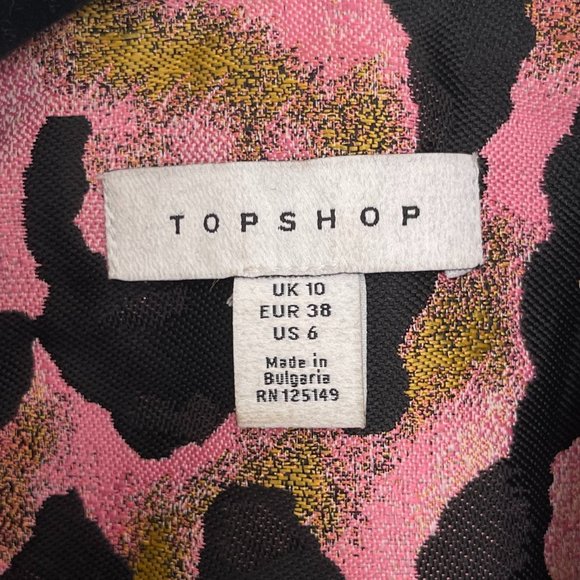 TOPSHOP
UK 10
EUR 38
US 6
Made in
Bulgaria
RN 125149